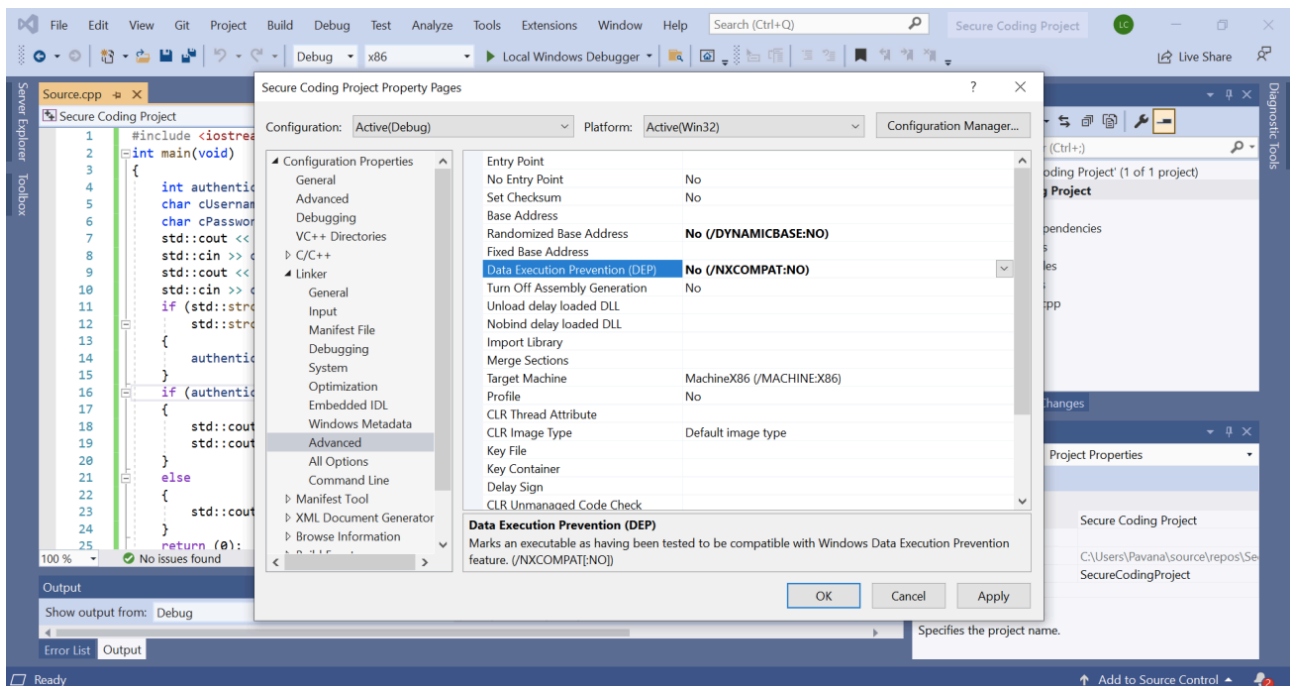 File Edit View Git Project Build Debug Test Analyze Tools Extensions Window Help Search (Ctrl+Q) Secure Coding Project LC
Debug x86 Local Windows Debugger Live Share
Server Explorer
Toolbox
Source.cpp
Secure Coding Project
1 #include <iostrea
2 int main(void)
3 {
4 int authentic
5 char cUsernam
6 char cPasswor
7 std::cout <<
8 std::cin >> c
9 std::cout <<
10 std::cin >> c
11 if (std::strc
12 std::strc
13 {
14 authentic
15 }
16 if (authentic
17 {
18 std::cout
19 std::cout
20 }
21 else
22 {
23 std::cout
24 }
25 return (0);
100 % No issues found
Output
Show output from: Debug
Error List Output
Ready
Secure Coding Project Property Pages ? ×
Configuration: Active(Debug) Platform: Active(Win32) Configuration Manager...
Configuration Properties
General
Advanced
Debugging
VC++ Directories
C/C++
Linker
General
Input
Manifest File
Debugging
System
Optimization
Embedded IDL
Windows Metadata
Advanced
All Options
Command Line
Manifest Tool
XML Document Generator
Browse Information
Entry Point
No Entry Point No
Set Checksum No
Base Address
Randomized Base Address No (/DYNAMICBASE:NO)
Fixed Base Address
Data Execution Prevention (DEP) No (/NXCOMPAT:NO)
Turn Off Assembly Generation No
Unload delay loaded DLL
Nobind delay loaded DLL
Import Library
Merge Sections
Target Machine MachineX86 (/MACHINE:X86)
Profile No
CLR Thread Attribute
CLR Image Type Default image type
Key File
Key Container
Delay Sign
CLR Unmanaged Code Check
Data Execution Prevention (DEP)
Marks an executable as having been tested to be compatible with Windows Data Execution Prevention
feature. (/NXCOMPAT[:NO])
OK Cancel Apply
Diagnostic Tools
(Ctrl+;)
oding Project' (1 of 1 project)
g Project
pendencies
s
les
cpp
Changes
Project Properties
Secure Coding Project
C:\Users\Pavana\source\repos\Se
SecureCodingProject
Specifies the project name.
Add to Source Control 2